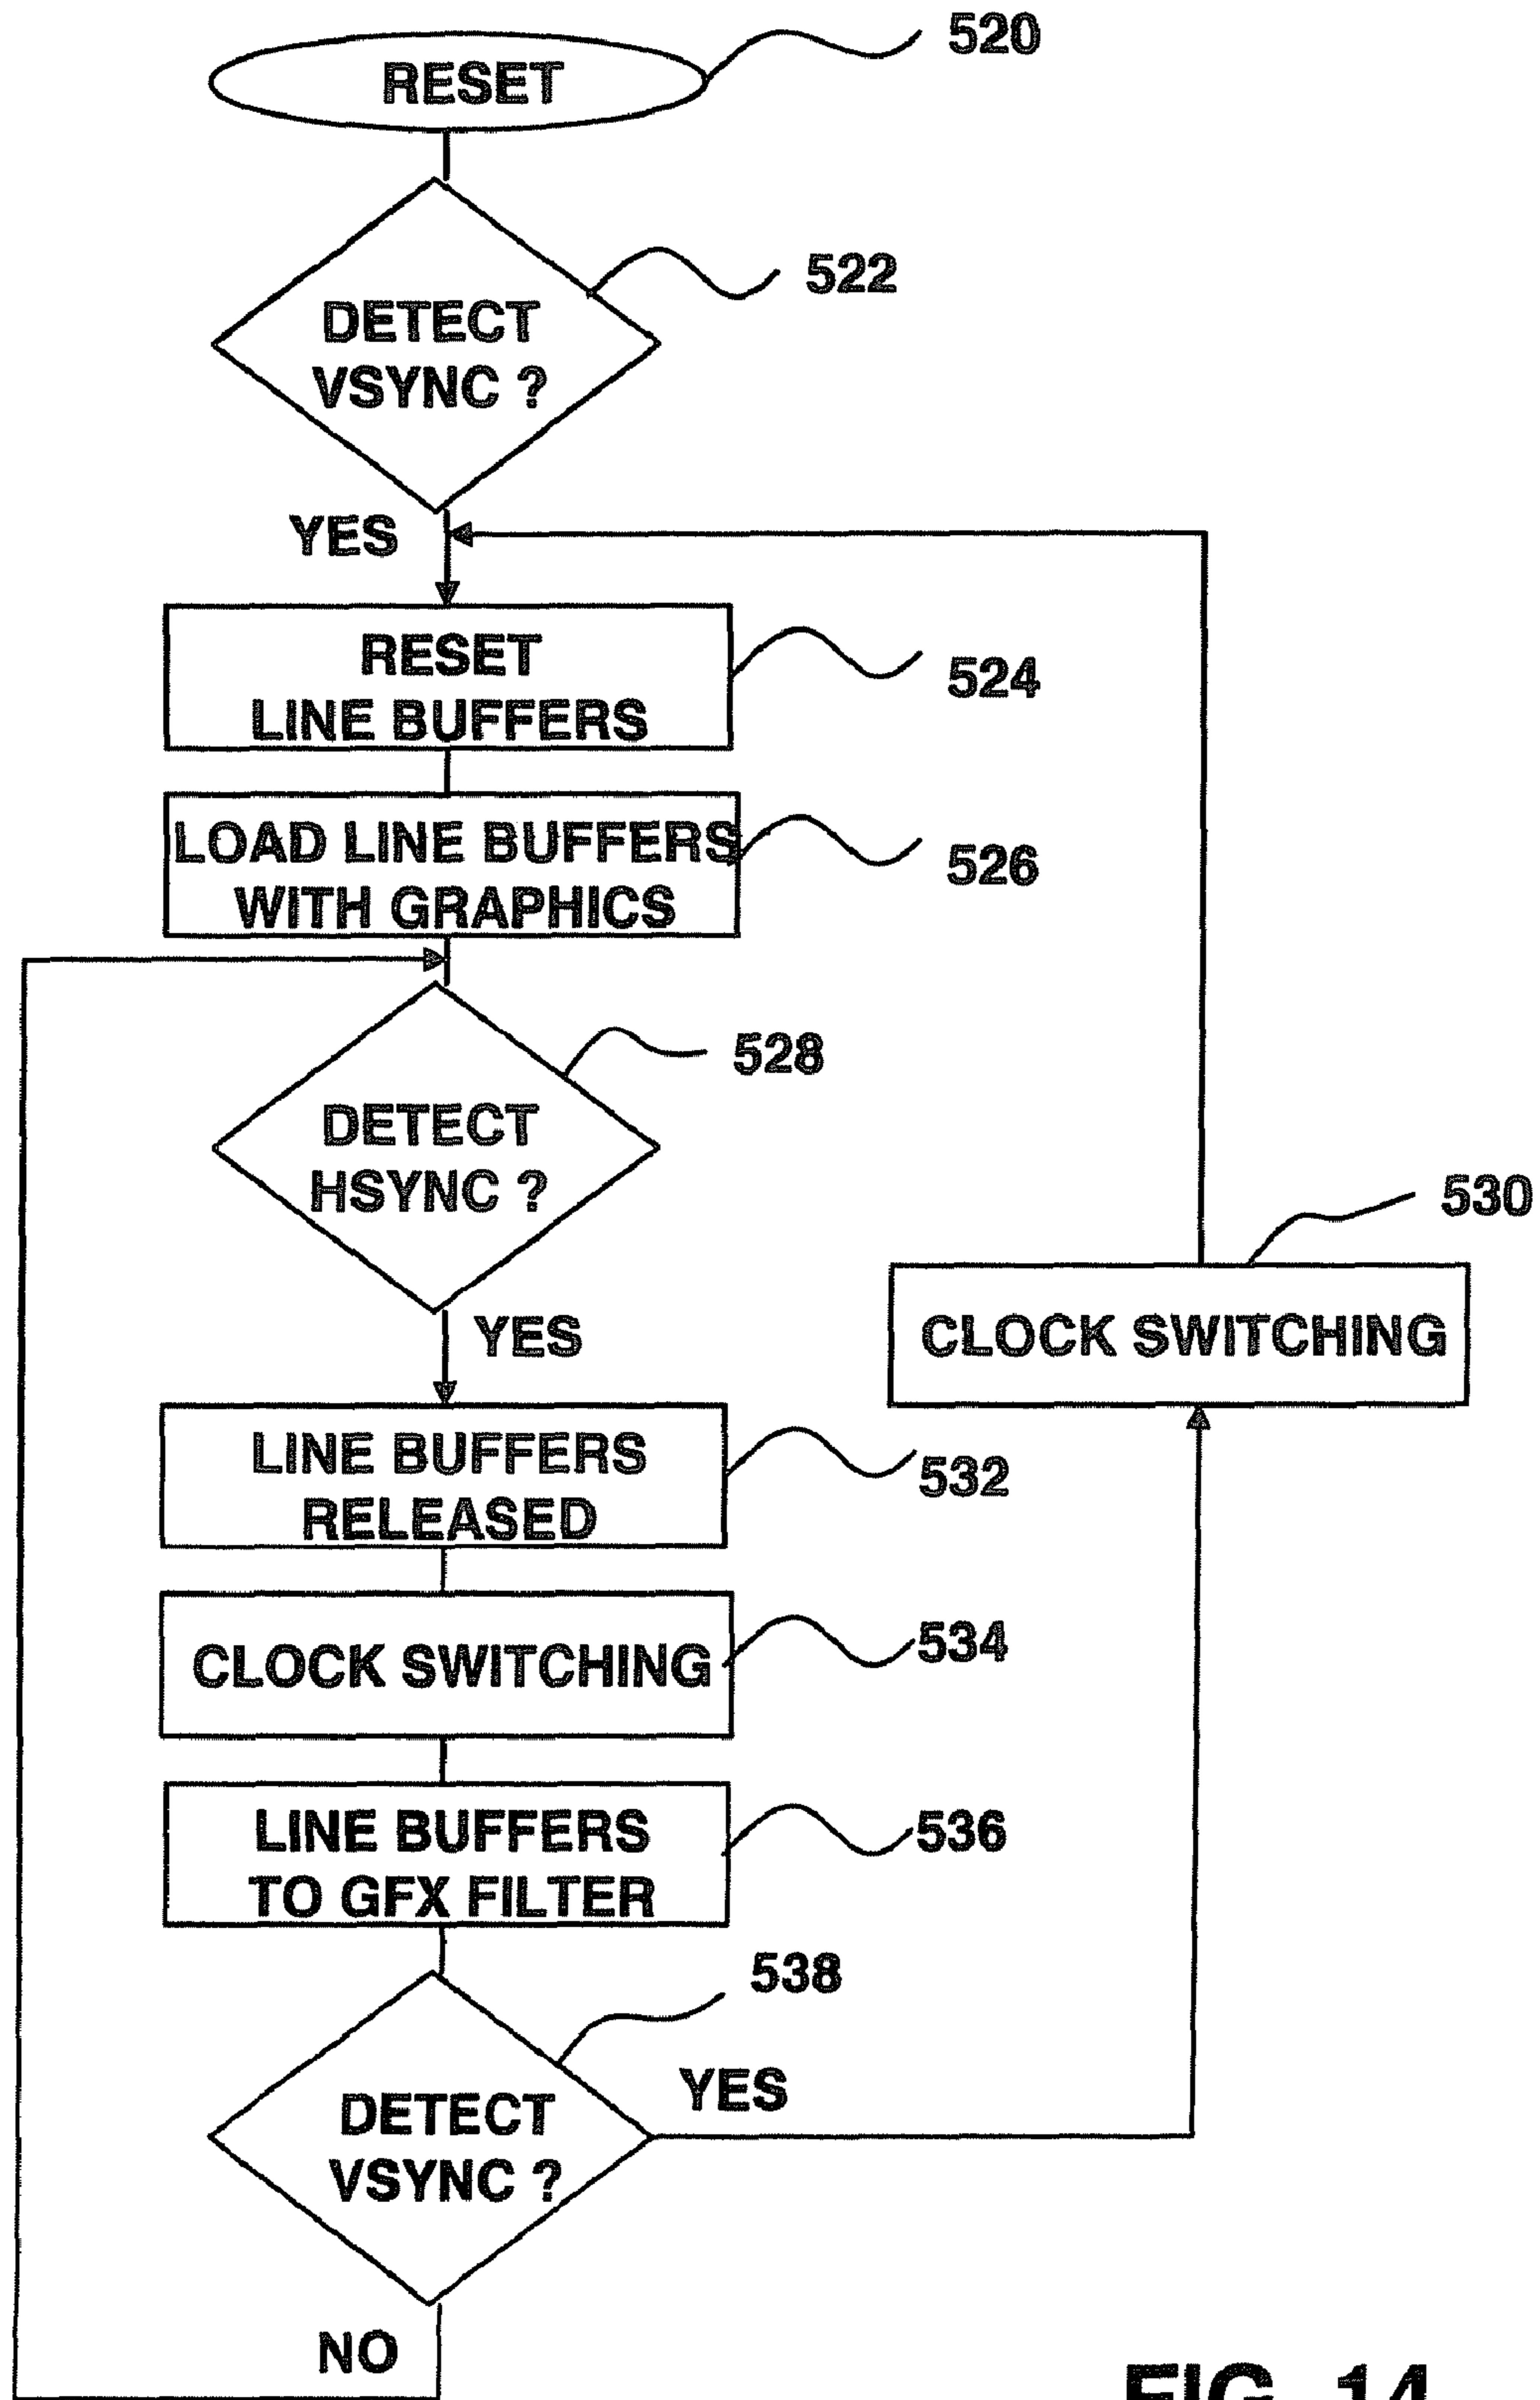 RESET
520
DETECT
VSYNC ?
522
YES
RESET
LINE BUFFERS
524
LOAD LINE BUFFERS
WITH GRAPHICS
526
DETECT
HSYNC ?
528
YES
530
CLOCK SWITCHING
LINE BUFFERS
RELEASED
532
CLOCK SWITCHING
534
LINE BUFFERS
TO GFX FILTER
536
538
DETECT
VSYNC ?
YES
NO
FIG. 14